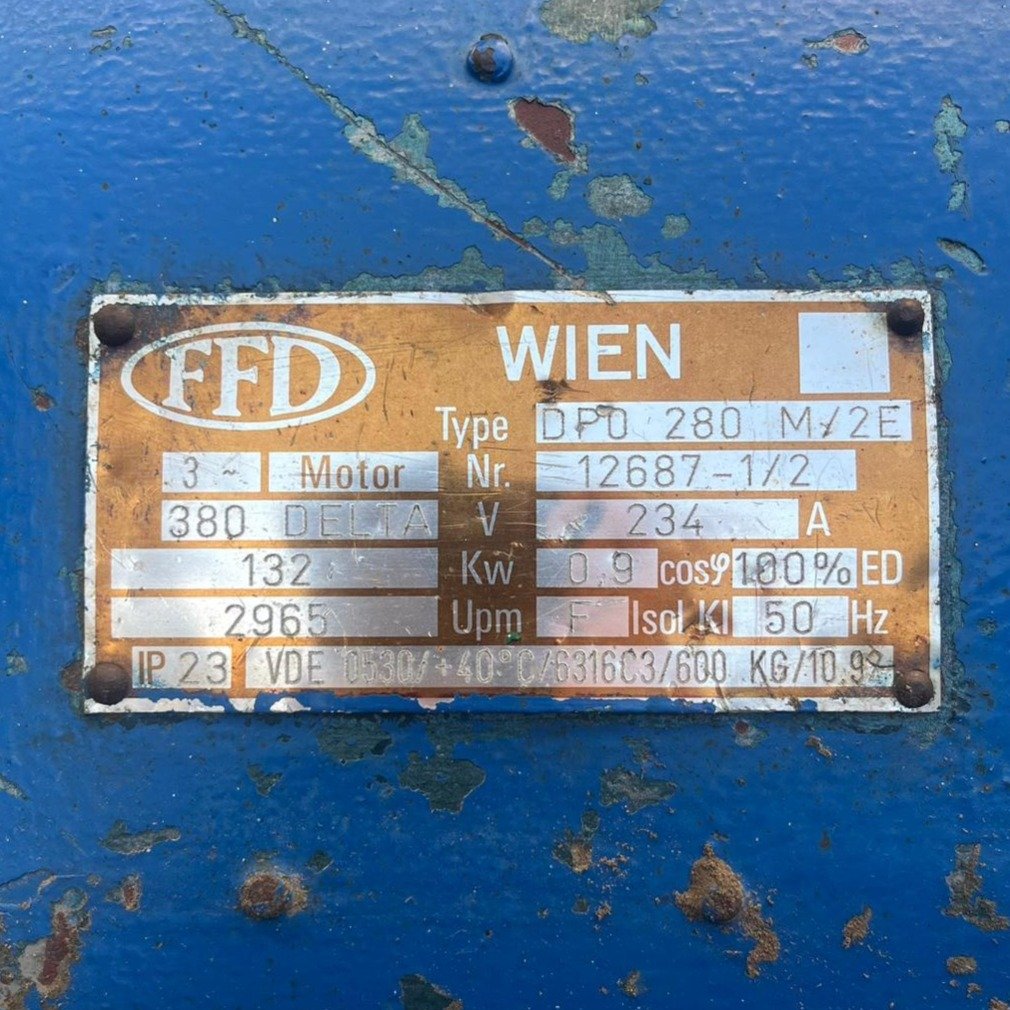 FFD WIEN
Type DPO 280 M/2E
3~ Motor Nr. 12687-1/2
380 DELTA V 234 A
132 Kw 0,9 cosφ 100% ED
2965 Upm F Isol Kl 50 Hz
IP 23 VDE 0530/+40°C/6316C3/600 KG/10,92